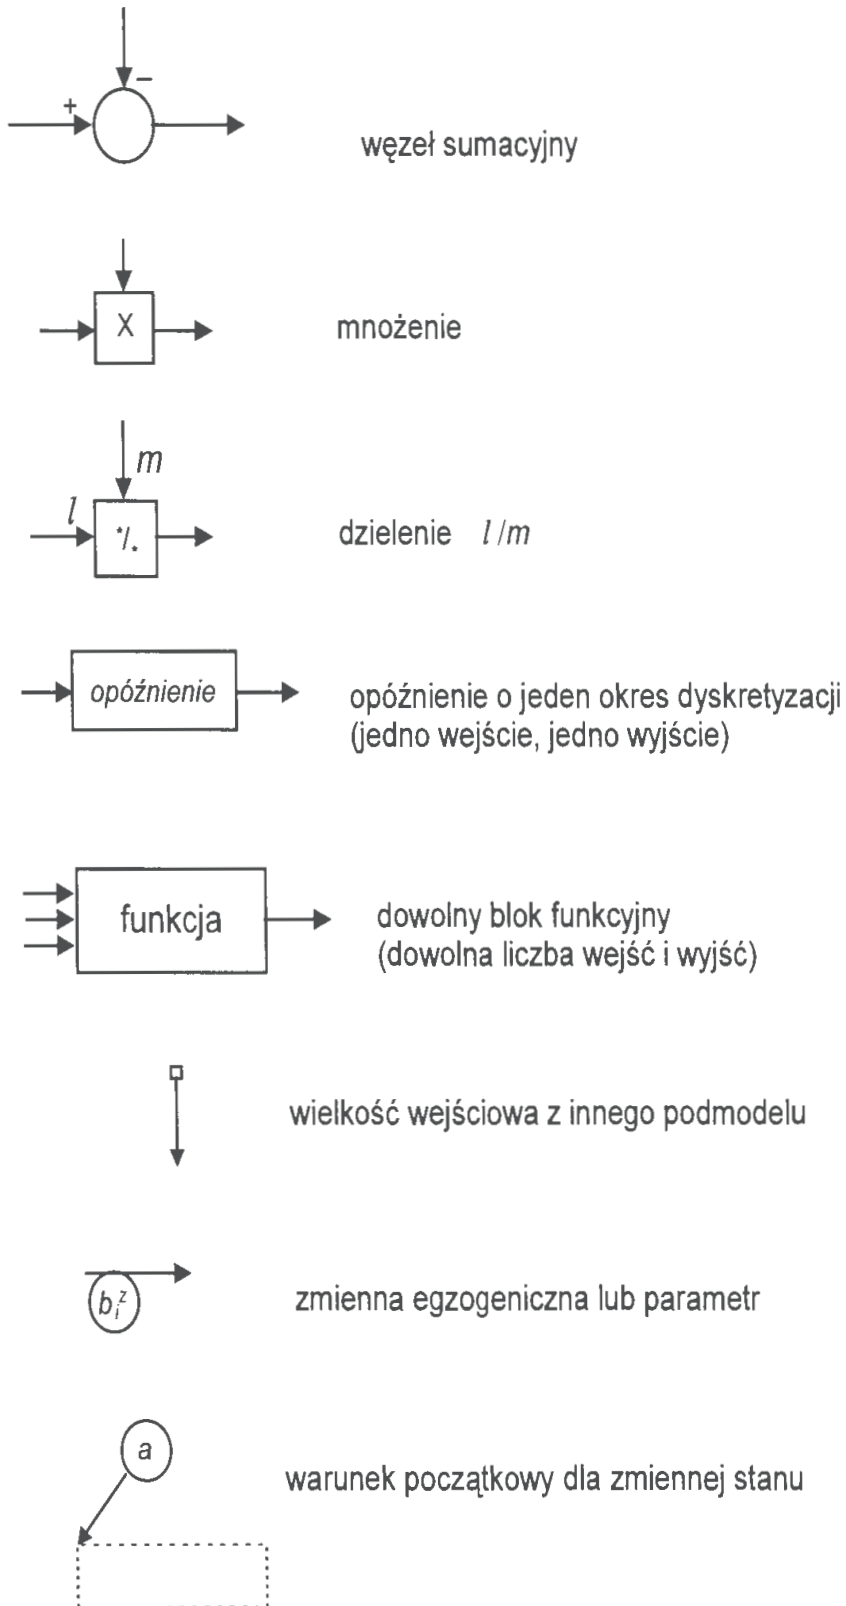 −
+
węzeł sumacyjny
X
mnożenie
m
l
*/*
dzielenie l/m
opóźnienie
opóźnienie o jeden okres dyskretyzacji
(jedno wejście, jedno wyjście)
funkcja
dowolny blok funkcyjny
(dowolna liczba wejść i wyjść)
wielkość wejściowa z innego podmodelu
b_i^z
zmienna egzogeniczna lub parametr
a
warunek początkowy dla zmiennej stanu